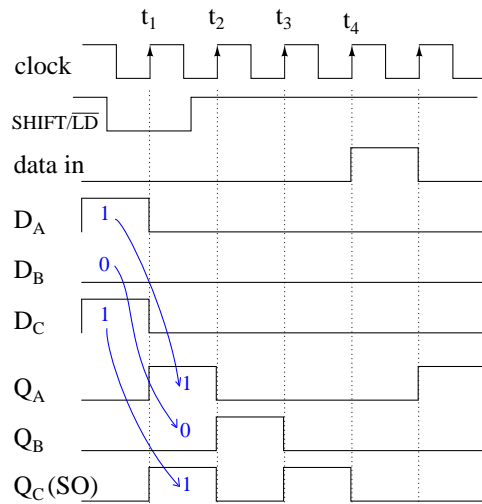 t1 t2 t3 t4
clock
SHIFT/L̅D̅
data in
DA 1
DB 0
DC 1
QA 1
QB 0
QC (SO) 1